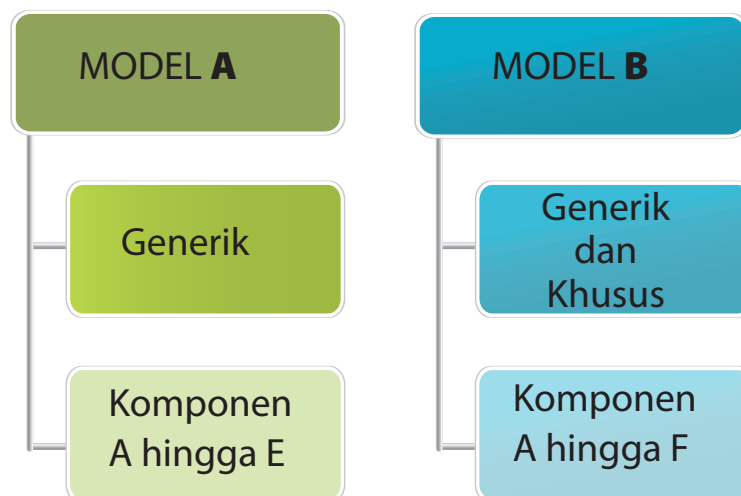 MODEL A
Generik
Komponen
A hingga E
MODEL B
Generik
dan
Khusus
Komponen
A hingga F